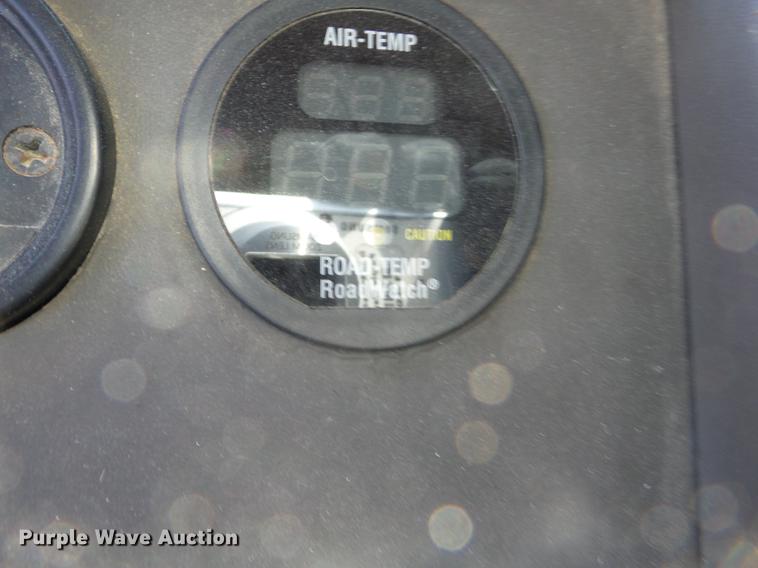 AIR-TEMP
CAUTION
ROAD-TEMP
RoadWatch®
Purple Wave Auction